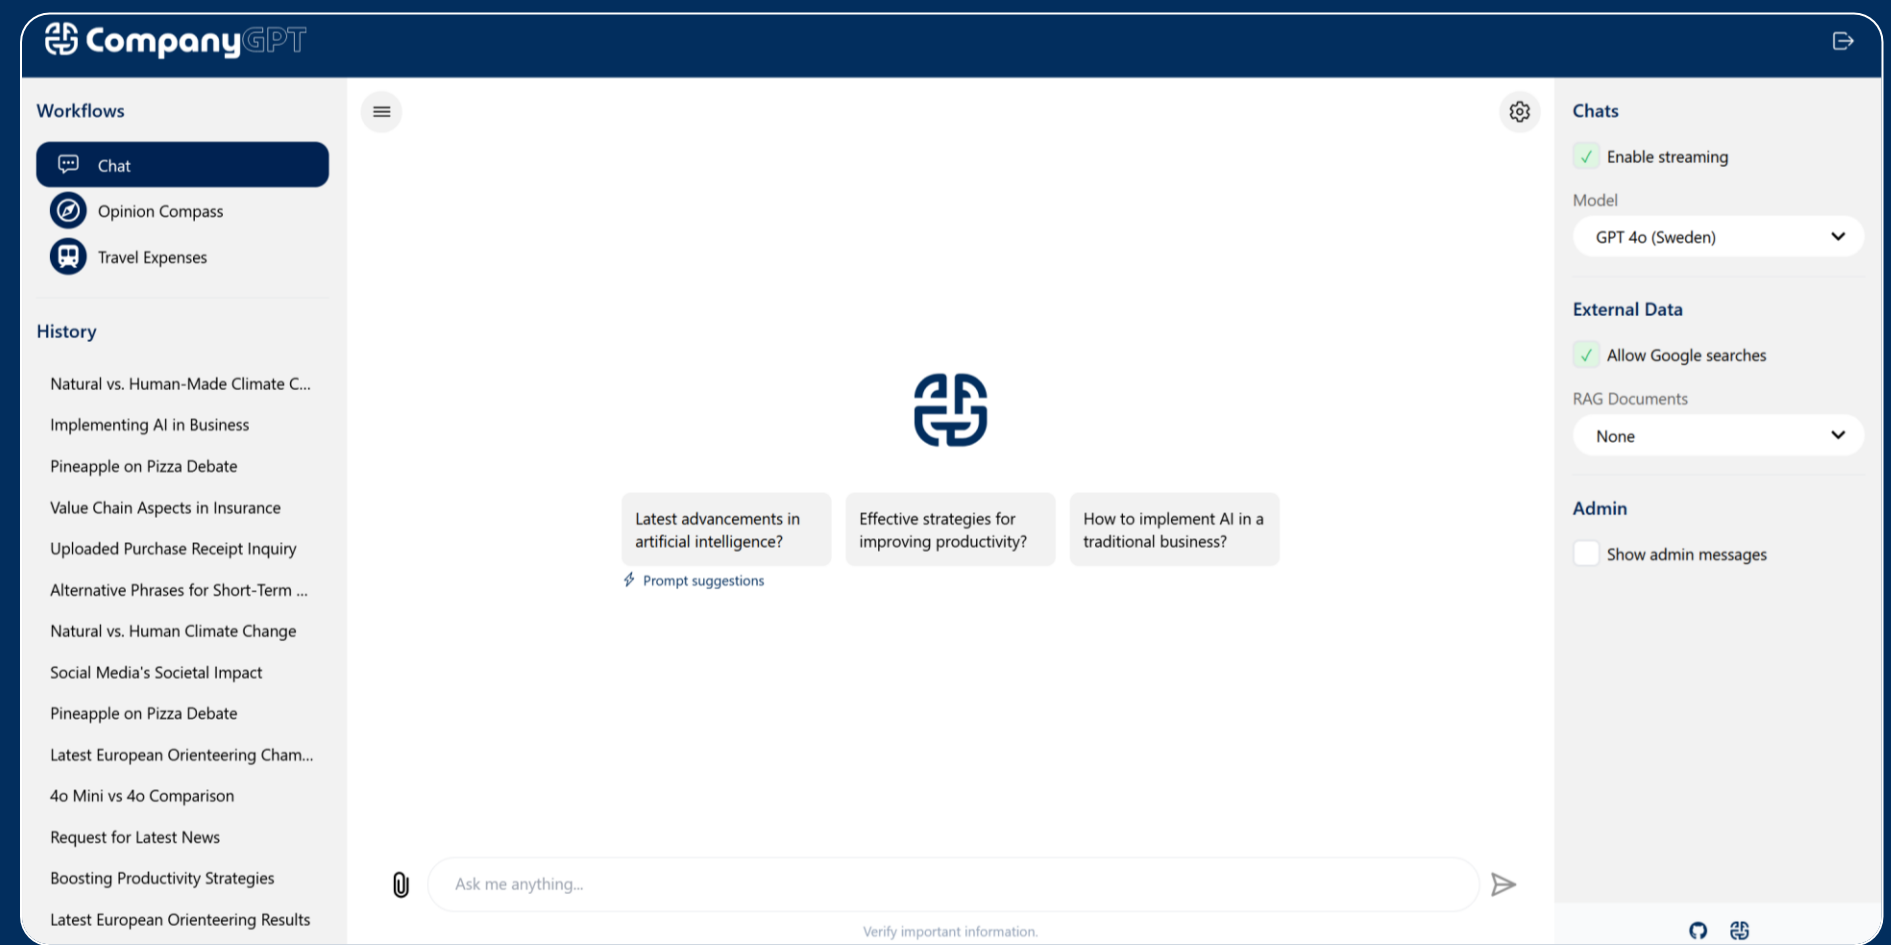 CompanyGPT
Workflows
Chat
Opinion Compass
Travel Expenses
History
Natural vs. Human-Made Climate C...
Implementing AI in Business
Pineapple on Pizza Debate
Value Chain Aspects in Insurance
Uploaded Purchase Receipt Inquiry
Alternative Phrases for Short-Term ...
Natural vs. Human Climate Change
Social Media's Societal Impact
Pineapple on Pizza Debate
Latest European Orienteering Cham...
4o Mini vs 4o Comparison
Request for Latest News
Boosting Productivity Strategies
Latest European Orienteering Results
Latest advancements in
artificial intelligence?
Effective strategies for
improving productivity?
How to implement AI in a
traditional business?
Prompt suggestions
Ask me anything...
Verify important information.
Chats
Enable streaming
Model
GPT 4o (Sweden)
External Data
Allow Google searches
RAG Documents
None
Admin
Show admin messages